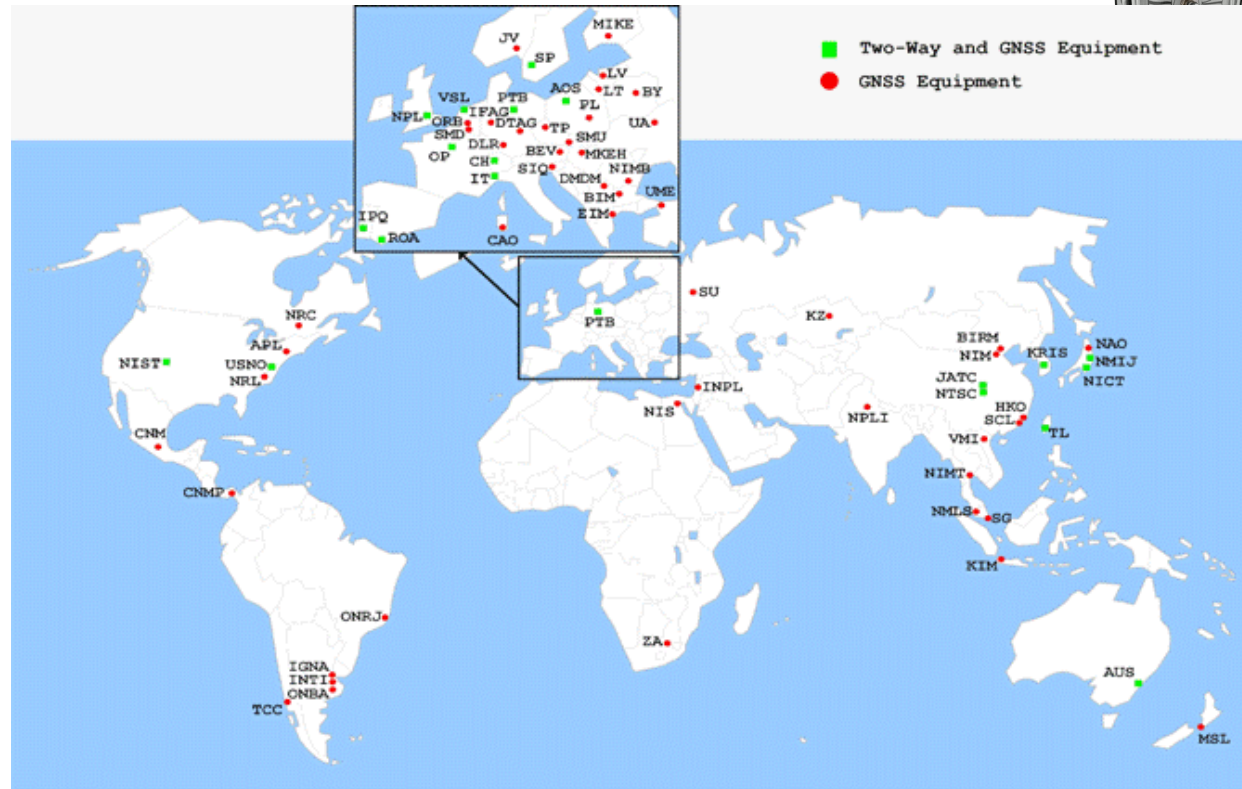 Two-Way and GNSS Equipment
GNSS Equipment
MIKE
JV
SP
LV
LT
BY
AOS
PL
UA
VSL
PTB
NPL
IFAG
ORB
DTAG
TP
SMD
SMU
DLR
BEV
MKEH
OP
CH
SIQ
NIMB
IT
DMDM
BIM
UME
EIM
IPQ
ROA
CAO
PTB
SU
KZ
NRC
APL
NIST
USNO
NRL
CNM
CNMP
INPL
NIS
NPLI
BIRM
NIM
KRIS
NAO
NMIJ
NICT
JATC
NTSC
HKO
SCL
TL
VMI
NIMT
NMLS
SG
KIM
ONRJ
IGNA
INTI
ONBA
TCC
ZA
AUS
MSL